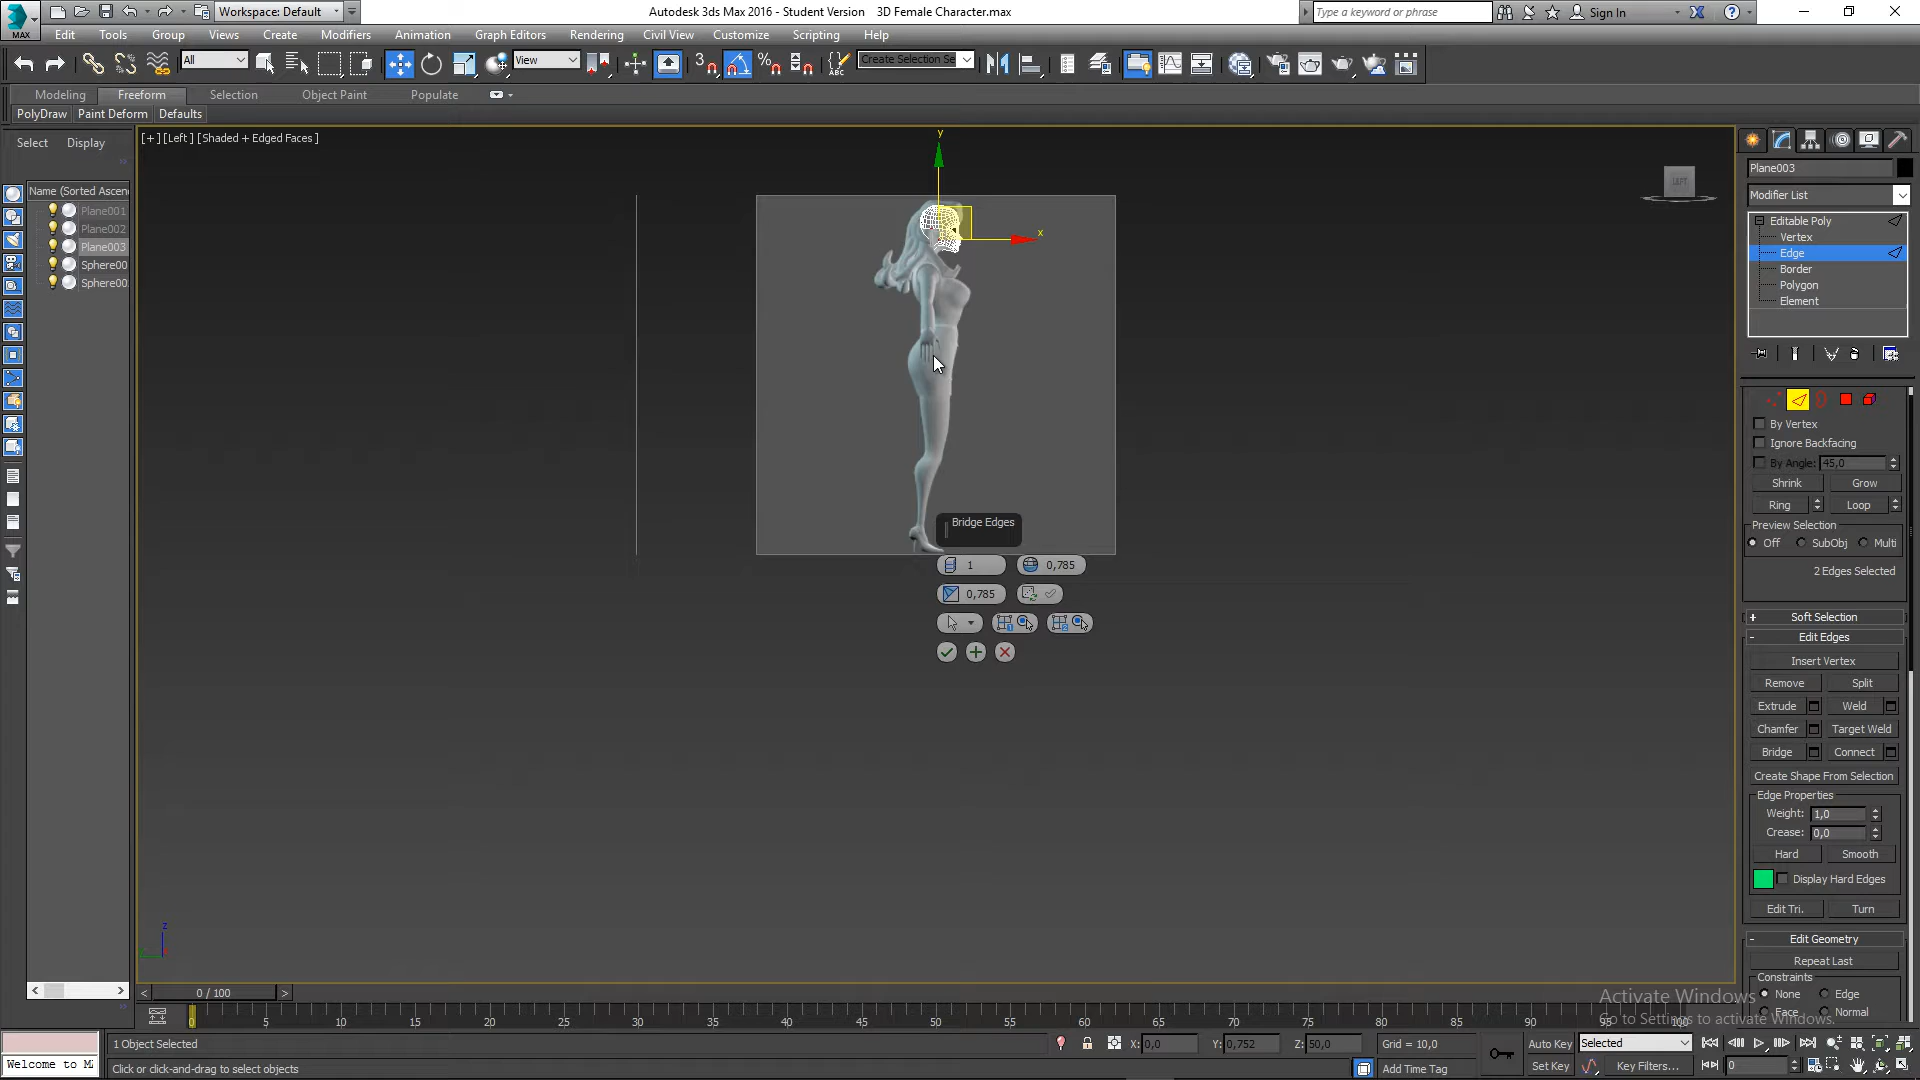 Workspace: Default
Autodesk 3ds Max 2016 - Student Version    3D Female Character.max
Type a keyword or phrase
Sign In
MAX
Edit
Tools
Group
Views
Create
Modifiers
Animation
Graph Editors
Rendering
Civil View
Customize
Scripting
Help
All
View
3
ABC
Create Selection Se
Modeling
Freeform
Selection
Object Paint
Populate
PolyDraw
Paint Deform
Defaults
Select
Display
[+] [Left ] [Shaded + Edged Faces ]
Name (Sorted Ascen
Plane001
Plane002
Plane003
Sphere00
Sphere00
y
x
LEFT
Bridge Edges
1
0,785
0,785
z
Plane003
Modifier List
Editable Poly
Vertex
Edge
Border
Polygon
Element
By Vertex
Ignore Backfacing
By Angle: 45,0
Shrink
Grow
Ring
Loop
Preview Selection
Off
SubObj
Multi
2 Edges Selected
+ Soft Selection
- Edit Edges
Insert Vertex
Remove
Split
Extrude
Weld
Chamfer
Target Weld
Bridge
Connect
Create Shape From Selection
Edge Properties
Weight: 1,0
Crease: 0,0
Hard
Smooth
Display Hard Edges
Edit Tri.
Turn
- Edit Geometry
Repeat Last
Constraints
None
Edge
Face
Normal
Activate Windows
Go to Settings to activate Windows.
< 0 / 100 >
0 5 10 15 20 25 30 35 40 45 50 55 60 65 70 75 80 85 90 95 100
1 Object Selected
X: 0,0
Y: 0,752
Z: 50,0
Grid = 10,0
Auto Key
Selected
Welcome to M
Click or click-and-drag to select objects
Add Time Tag
Set Key
Key Filters...
0